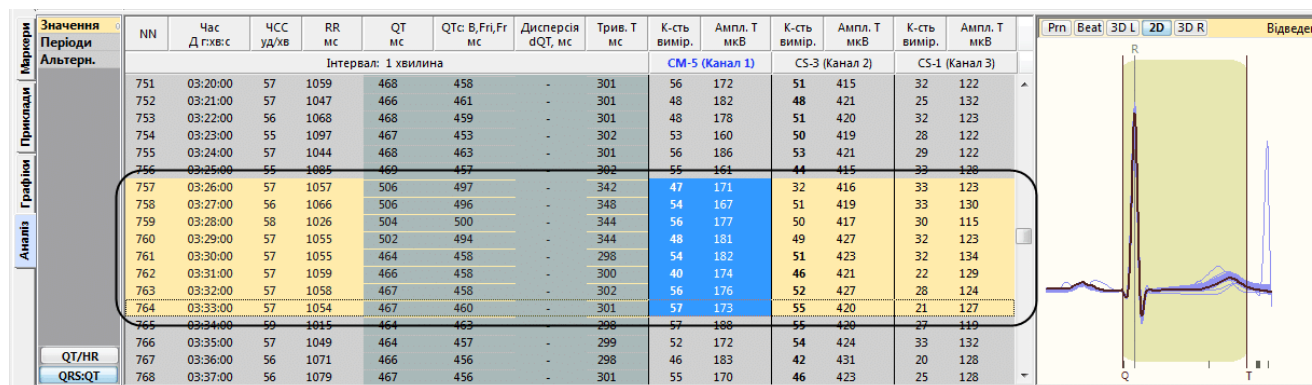 Маркери
Приклади
Графіки
Аналіз
Значення
Періоди
Альтерн.
QT/HR
QRS:QT
NN Час Д г:хв:с ЧСС уд/хв RR мс QT мс QTc: B,Fri,Fr мс Дисперсія dQT, мс Трив. T мс К-сть вимір. Ампл. T мкВ К-сть вимір. Ампл. T мкВ К-сть вимір. Ампл. T мкВ
Інтервал: 1 хвилина CM-5 (Канал 1) CS-3 (Канал 2) CS-1 (Канал 3)
751 03:20:00 57 1059 468 458 - 301 56 172 51 415 32 122
752 03:21:00 57 1047 466 461 - 301 48 182 48 421 25 132
753 03:22:00 56 1068 468 459 - 301 48 178 51 420 32 123
754 03:23:00 55 1097 467 453 - 302 53 160 50 419 28 122
755 03:24:00 57 1044 468 463 - 301 56 186 53 421 29 122
756 03:25:00 55 1085 469 457 - 302 55 161 44 415 33 128
757 03:26:00 57 1057 506 497 - 342 47 171 32 416 33 123
758 03:27:00 56 1066 506 496 - 348 54 167 51 419 33 130
759 03:28:00 58 1026 504 500 - 344 56 177 50 417 30 115
760 03:29:00 57 1055 502 494 - 344 48 181 49 427 32 123
761 03:30:00 57 1055 464 458 - 298 54 182 51 423 32 134
762 03:31:00 57 1059 466 458 - 300 40 174 46 421 22 129
763 03:32:00 57 1058 467 458 - 302 56 176 52 427 28 124
764 03:33:00 57 1054 467 460 - 301 57 173 55 420 21 127
765 03:34:00 59 1015 464 463 - 298 57 188 55 420 27 119
766 03:35:00 57 1049 464 457 - 299 52 172 54 424 33 132
767 03:36:00 56 1071 466 456 - 298 46 183 42 431 20 128
768 03:37:00 56 1079 467 456 - 301 55 170 46 423 25 128
Prn Beat 3D L 2D 3D R
R
Q T